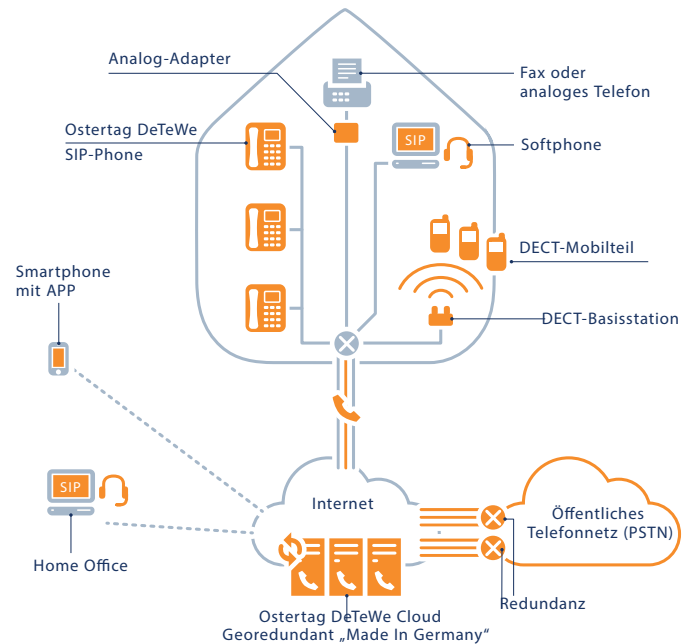 Analog-Adapter
Fax oder
analoges Telefon
Ostertag DeTeWe
SIP-Phone
SIP
Softphone
DECT-Mobilteil
Smartphone
mit APP
DECT-Basisstation
SIP
Home Office
Internet
Öffentliches
Telefonnetz (PSTN)
Redundanz
Ostertag DeTeWe Cloud
Georedundant „Made In Germany“